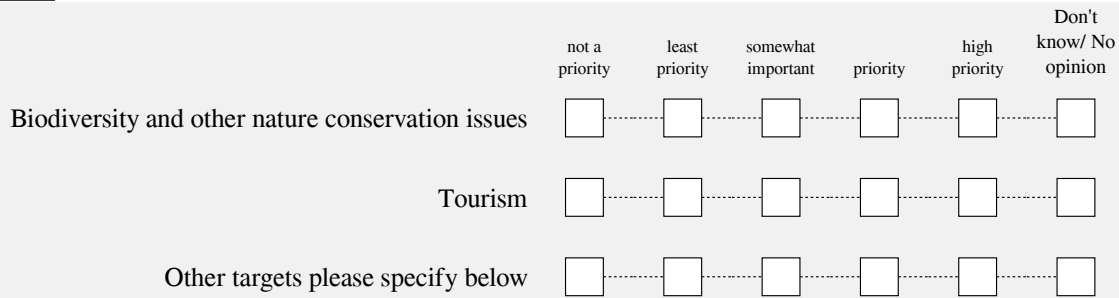 not a priority
least priority
somewhat important
priority
high priority
Don't know/ No opinion
Biodiversity and other nature conservation issues
Tourism
Other targets please specify below